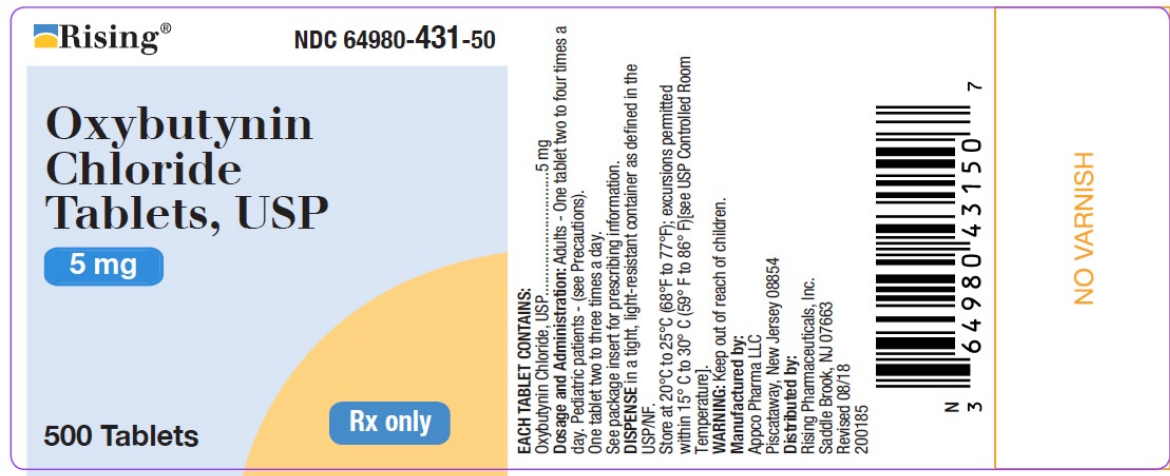 Rising®
NDC 64980-431-50
Oxybutynin
Chloride
Tablets, USP
5 mg
500 Tablets
Rx only
EACH TABLET CONTAINS:
Oxybutynin Chloride, USP..............................5 mg
Dosage and Administration: Adults - One tablet two to four times a
day. Pediatric patients - (see Precautions).
One tablet two to three times a day.
See package insert for prescribing information.
DISPENSE in a tight, light-resistant container as defined in the
USP/NF.
Store at 20°C to 25°C (68°F to 77°F); excursions permitted
within 15° C to 30° C (59° F to 86° F)[see USP Controlled Room
Temperature].
WARNING: Keep out of reach of children.
Manufactured by:
Appco Pharma LLC
Piscataway, New Jersey 08854
Distributed by:
Rising Pharmaceuticals, Inc.
Saddle Brook, NJ 07663
Revised 08/18
200185
N
3 64980 43150 7
NO VARNISH